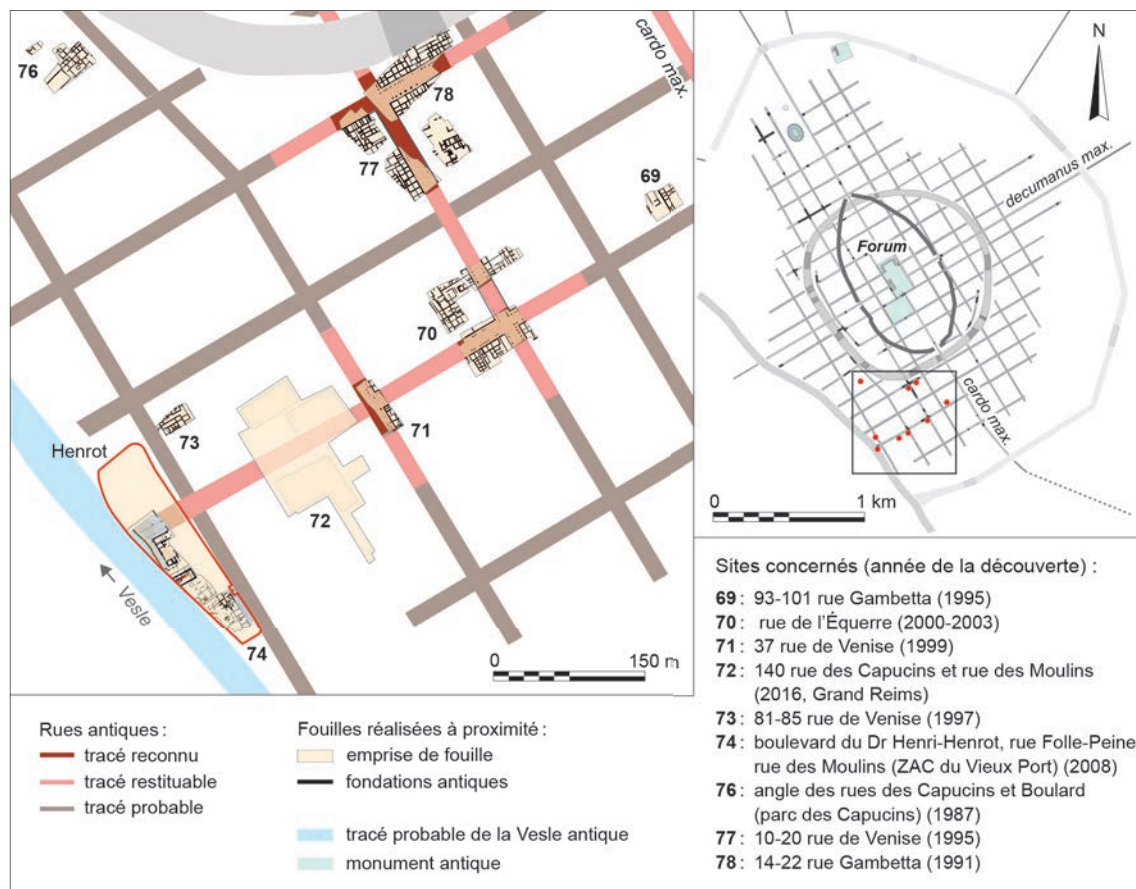 76
78
cardo max.
77
69
70
71
73
Henrot
72
Vesle
74
0 150 m
N
decumanus max.
Forum
cardo max.
0 1 km
Sites concernés (année de la découverte) :
69 : 93-101 rue Gambetta (1995)
70 : rue de l'Équerre (2000-2003)
71 : 37 rue de Venise (1999)
72 : 140 rue des Capucins et rue des Moulins
(2016, Grand Reims)
73 : 81-85 rue de Venise (1997)
74 : boulevard du Dr Henri-Henrot, rue Folle-Peine
rue des Moulins (ZAC du Vieux Port) (2008)
76 : angle des rues des Capucins et Boulard
(parc des Capucins) (1987)
77 : 10-20 rue de Venise (1995)
78 : 14-22 rue Gambetta (1991)
Rues antiques :
tracé reconnu
tracé restituable
tracé probable
Fouilles réalisées à proximité :
emprise de fouille
fondations antiques
tracé probable de la Vesle antique
monument antique